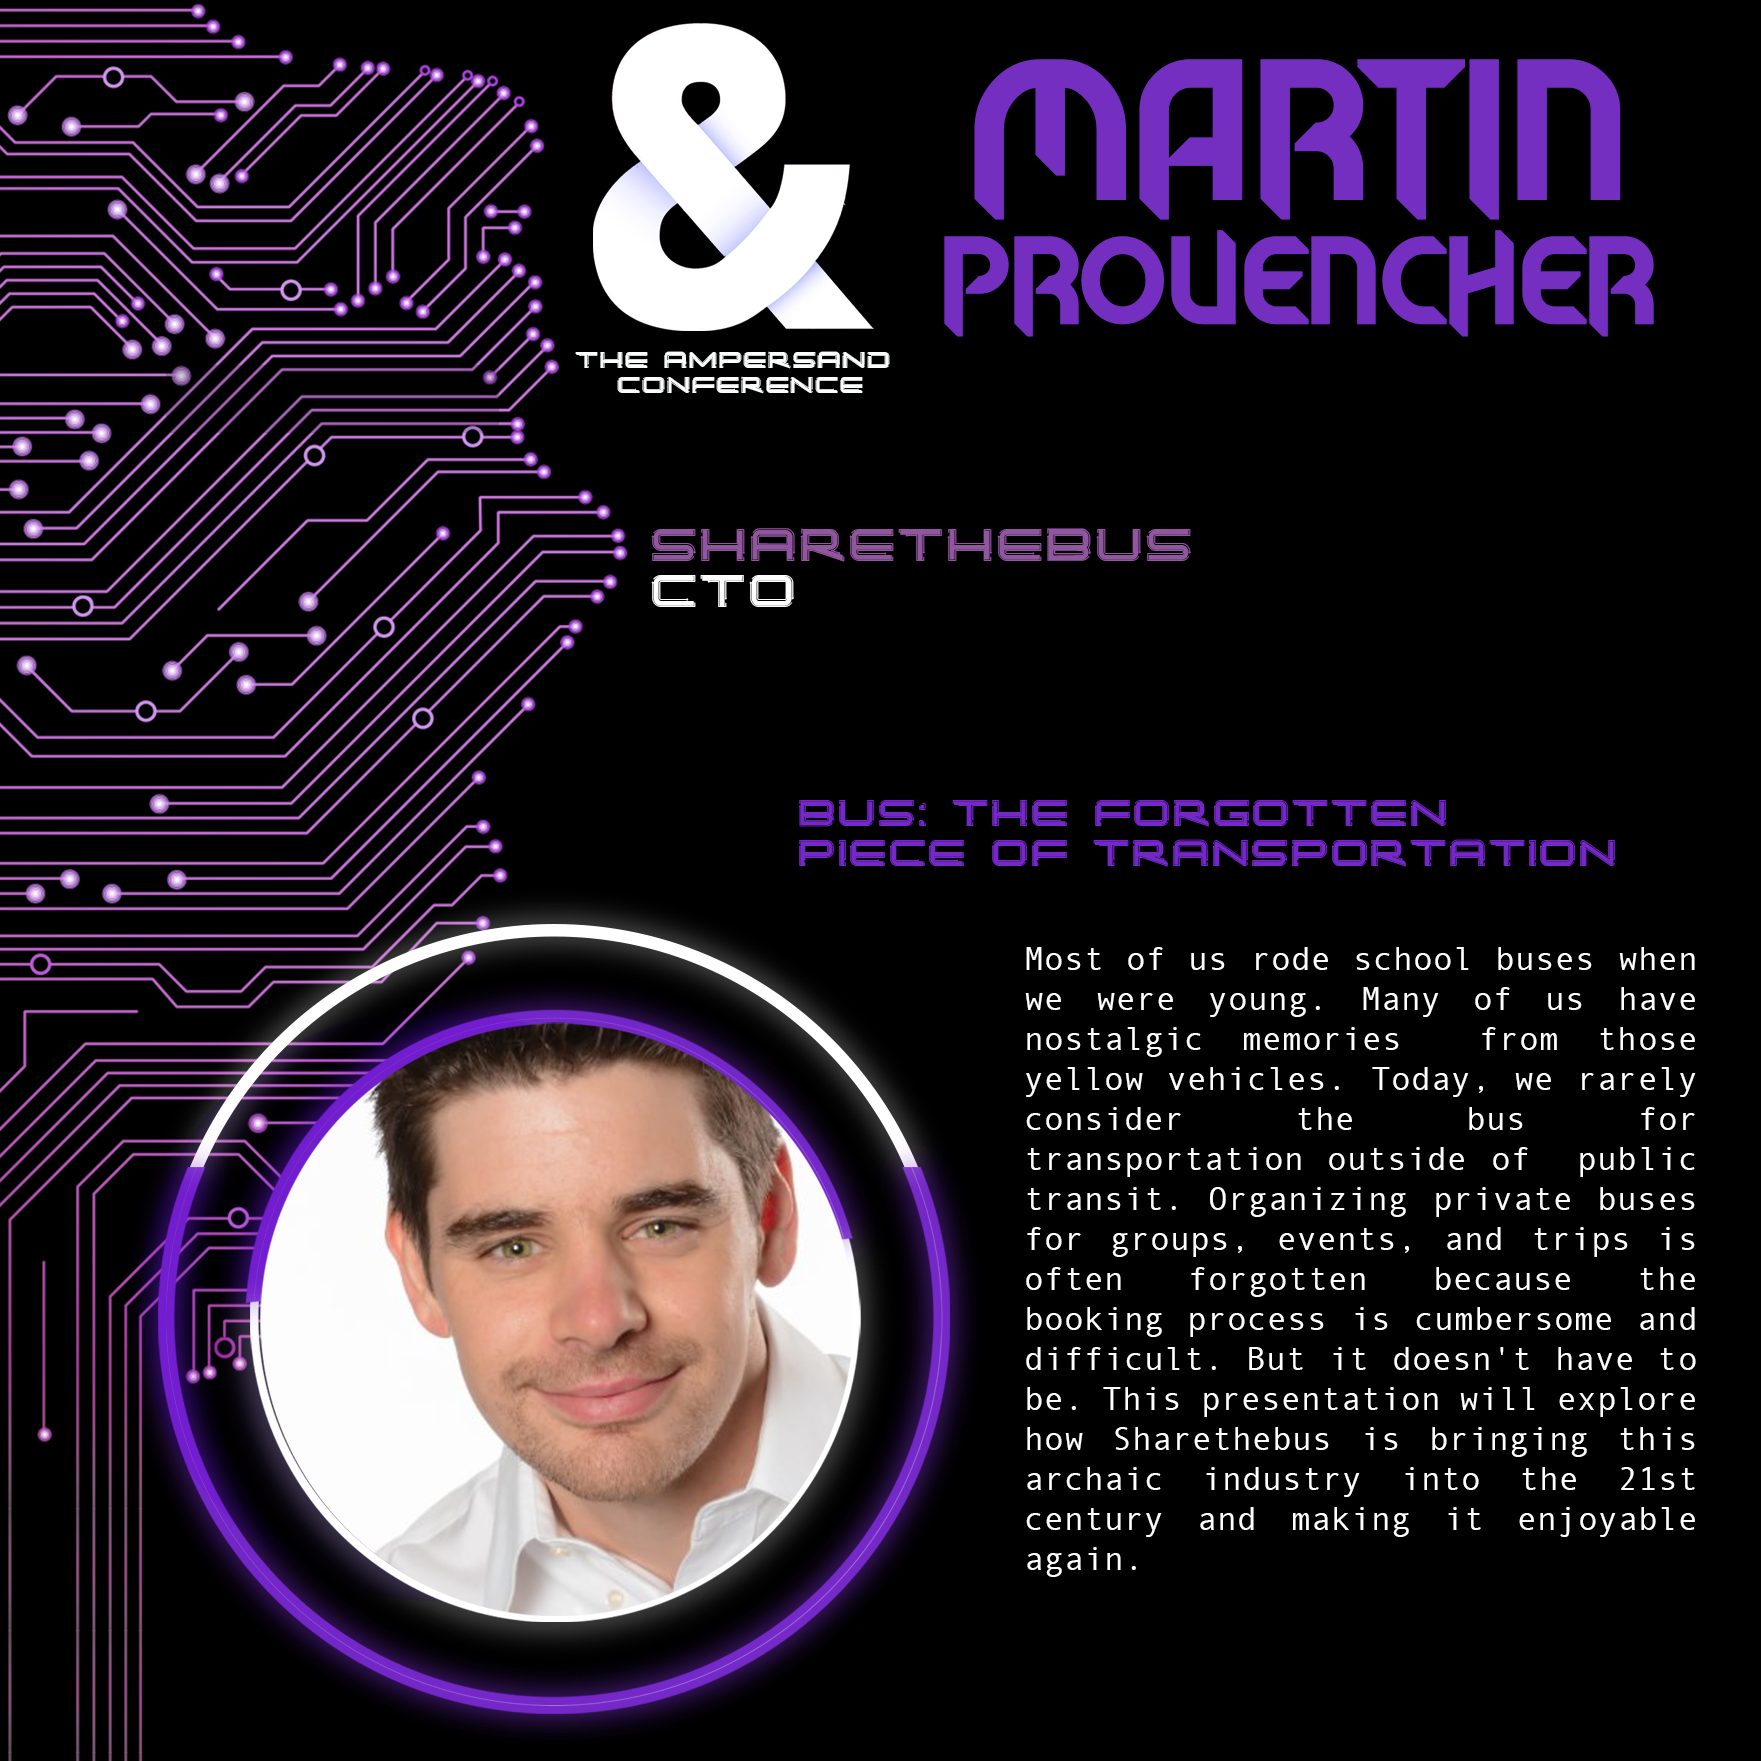 &
THE AMPERSAND
CONFERENCE
MARTIN
PROVENCHER
SHARETHEBUS
CTO
BUS: THE FORGOTTEN
PIECE OF TRANSPORTATION
Most of us rode school buses when
we were young. Many of us have
nostalgic memories from those
yellow vehicles. Today, we rarely
consider the bus for
transportation outside of public
transit. Organizing private buses
for groups, events, and trips is
often forgotten because the
booking process is cumbersome and
difficult. But it doesn't have to
be. This presentation will explore
how Sharethebus is bringing this
archaic industry into the 21st
century and making it enjoyable
again.